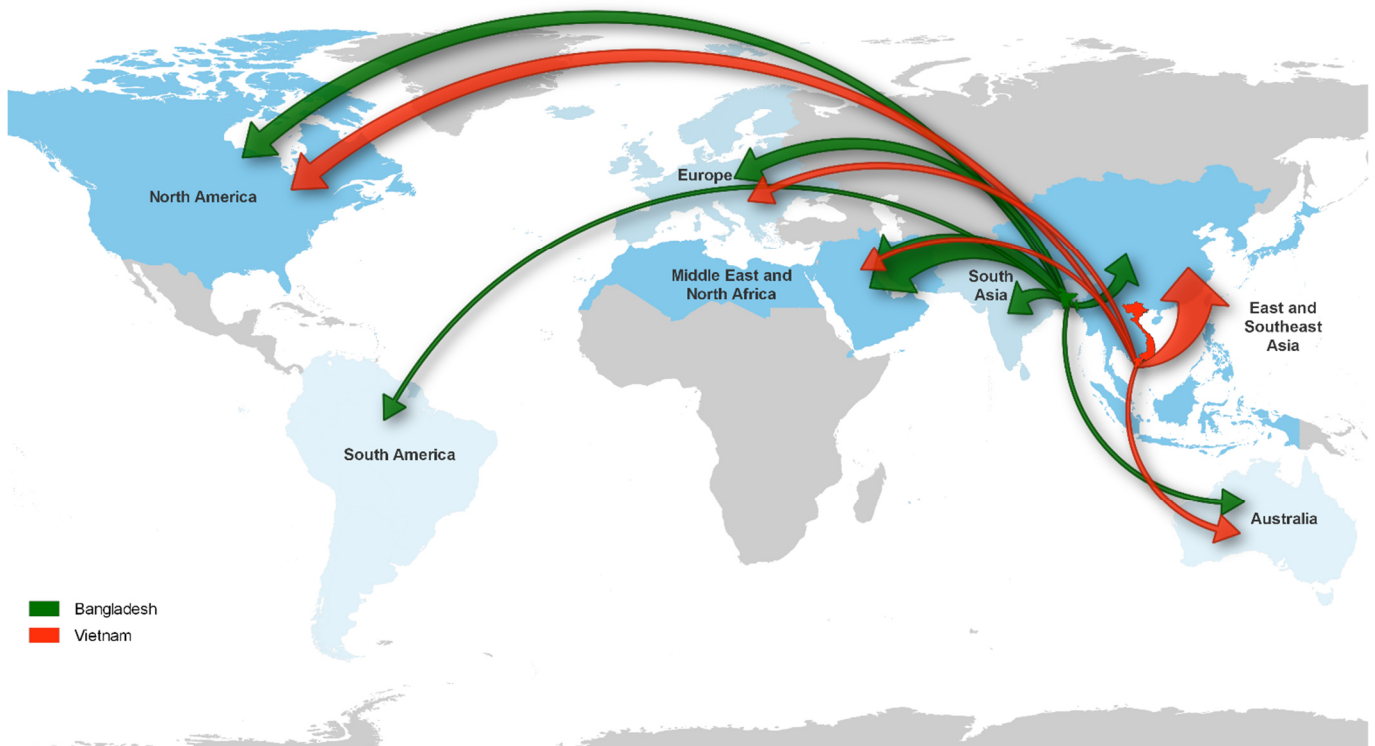 North America
Europe
Middle East and
North Africa
South
Asia
East and
Southeast
Asia
South America
Australia
Bangladesh
Vietnam